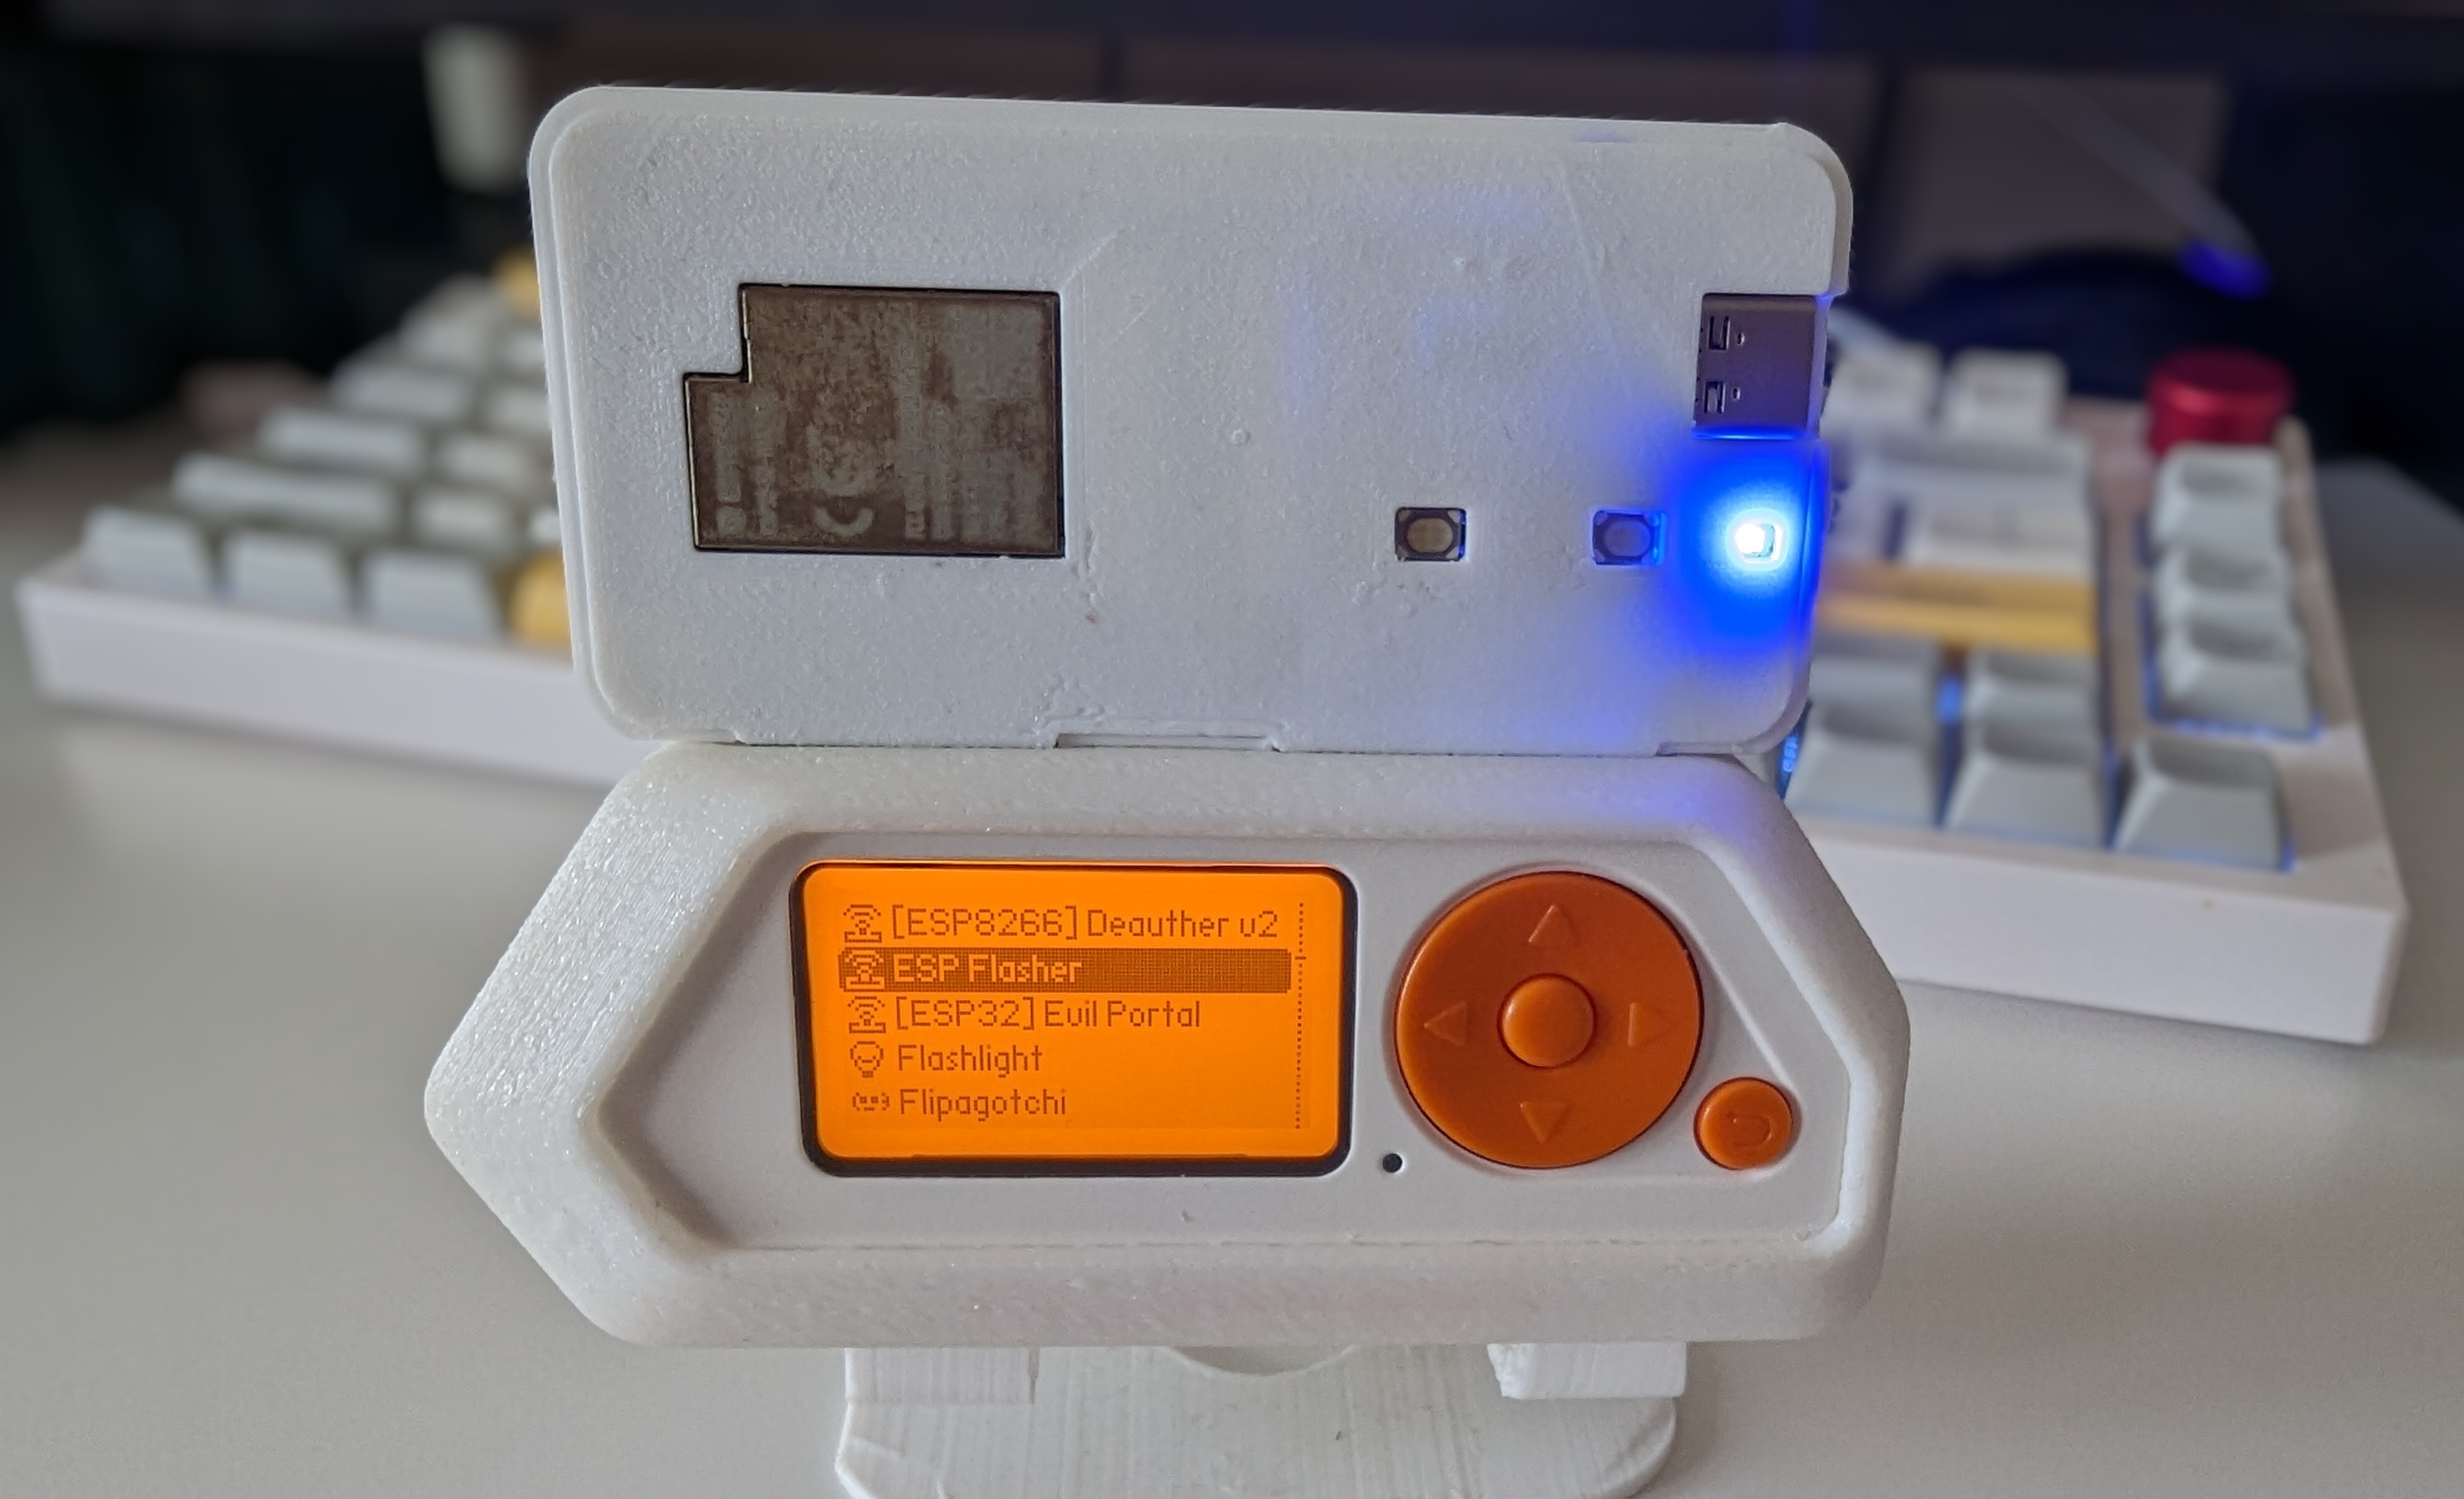 [ESP8266] Deauther v2
ESP Flasher
[ESP32] Evil Portal
Flashlight
Flipagotchi